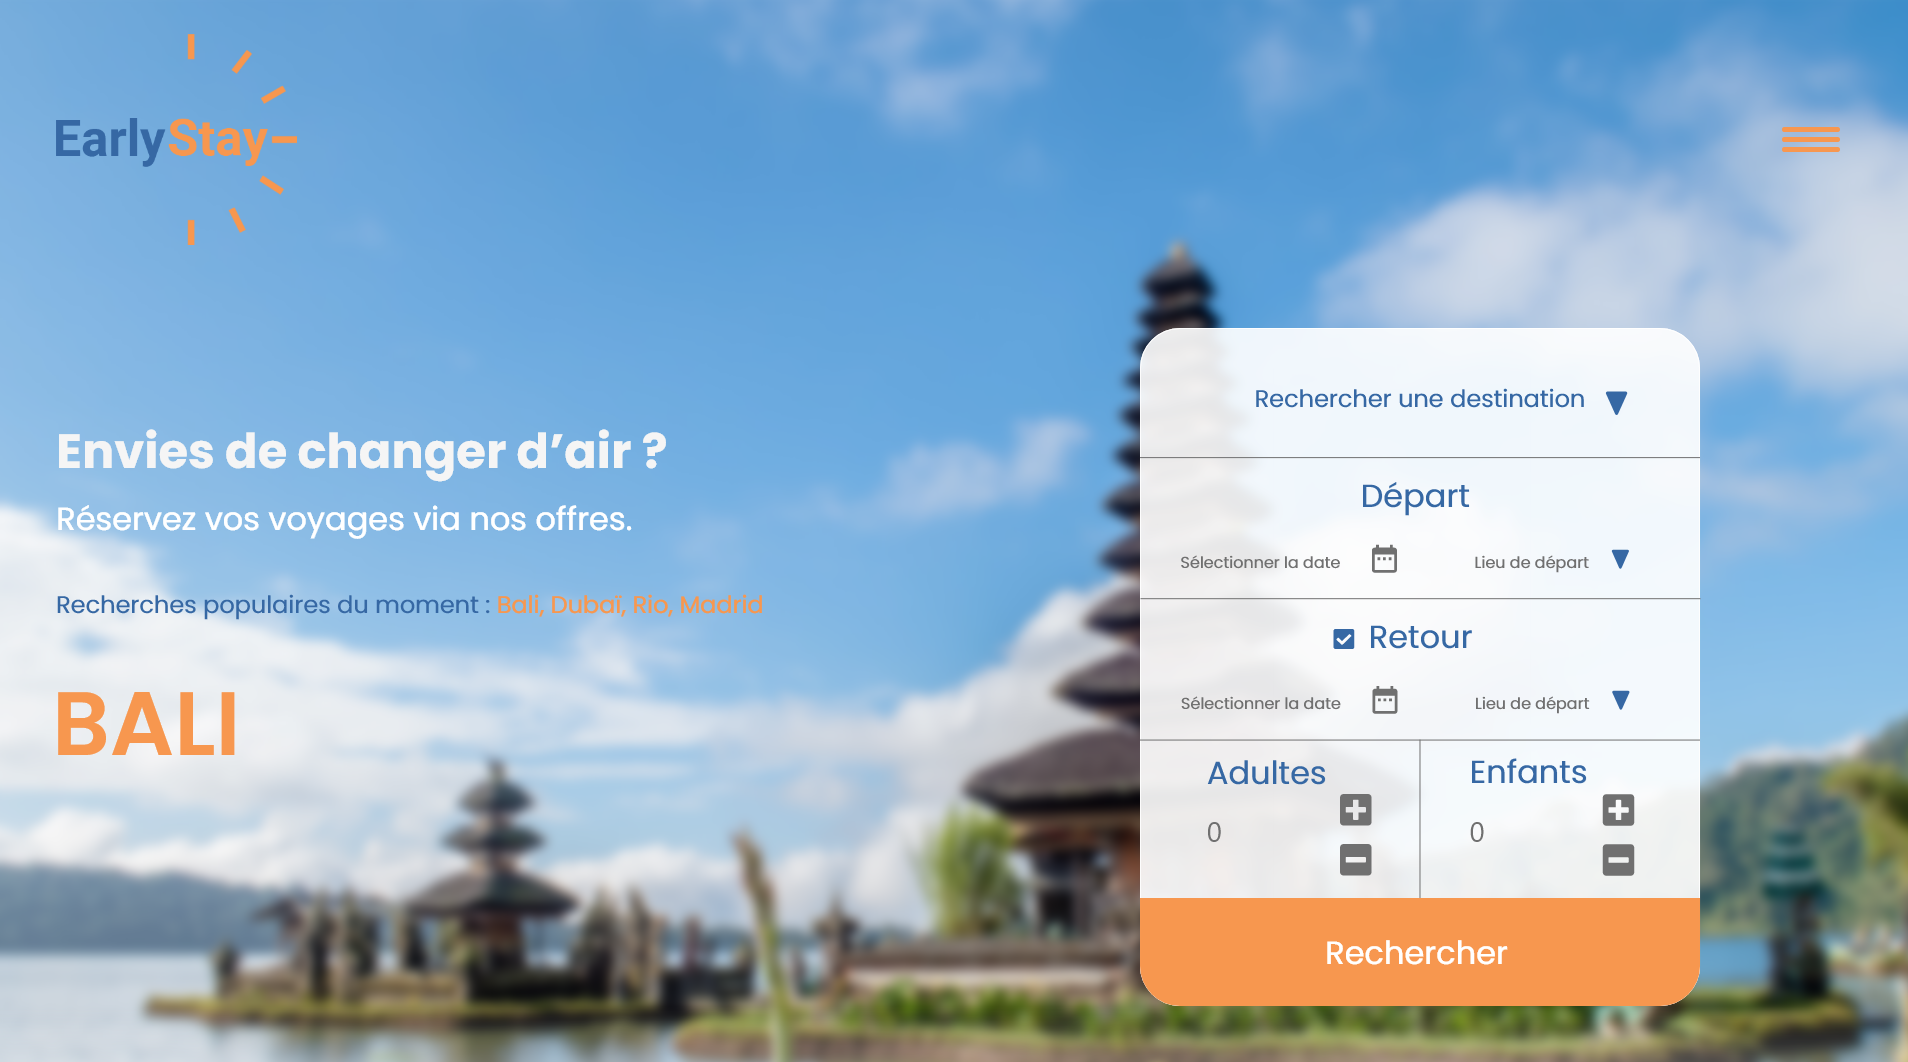 EarlyStay
Envies de changer d’air ?
Réservez vos voyages via nos offres.
Recherches populaires du moment : Bali, Dubaï, Rio, Madrid
BALI
Rechercher une destination
Départ
Sélectionner la date
Lieu de départ
Retour
Sélectionner la date
Lieu de départ
Adultes
0
Enfants
0
Rechercher